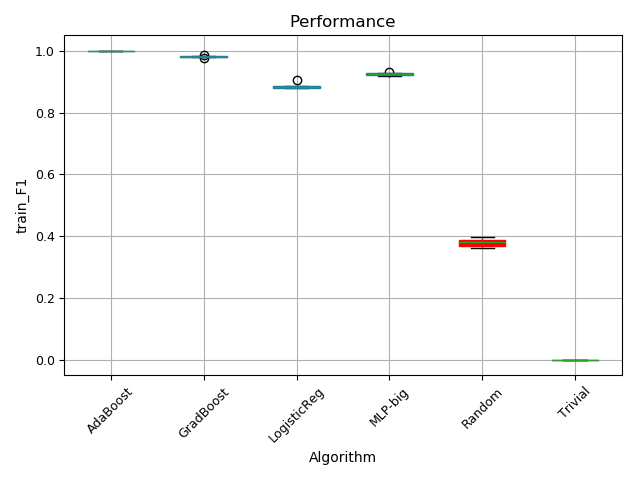 Performance
train_F1
1.0
0.8
0.6
0.4
0.2
0.0
AdaBoost
GradBoost
LogisticReg
MLP-big
Random
Trivial
Algorithm